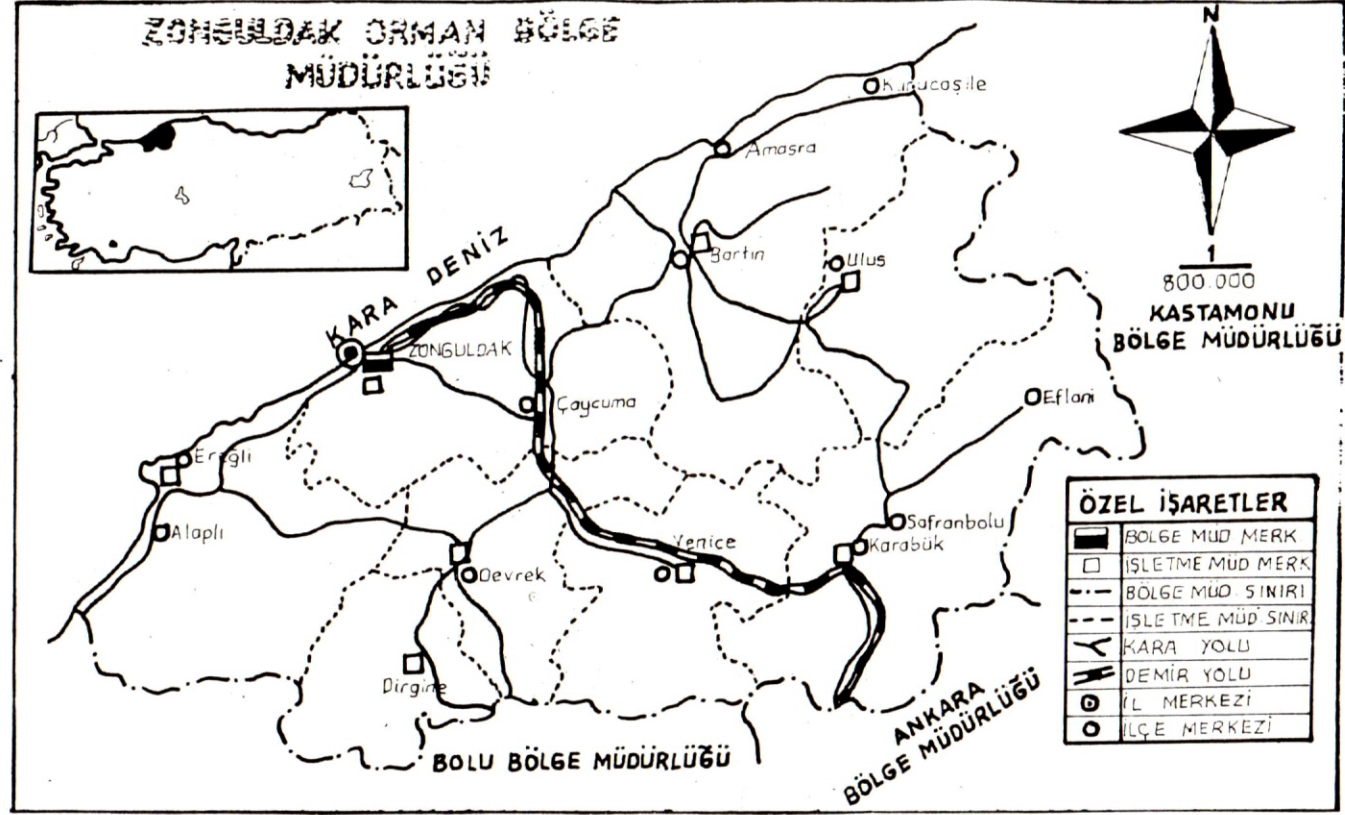 ZONGULDAK ORMAN BÖLGE
MÜDÜRLÜĞÜ
N
1
800.000
KARA DENİZ
KASTAMONU
BÖLGE MÜDÜRLÜĞÜ
Kurucaşile
Amasra
Bartın
Ulus
ZONGULDAK
Çaycuma
Eflani
Ereğli
Alaplı
Devrek
Yenice
Safranbolu
Karabük
Dirgine
BOLU BÖLGE MÜDÜRLÜĞÜ
ANKARA
BÖLGE MÜDÜRLÜĞÜ
ÖZEL İŞARETLER
BÖLGE MÜD MERK
İŞLETME MÜD MERK
BÖLGE MÜD. SINIRI
İŞLETME MÜD. SINIR
KARA YOLU
DEMİR YOLU
İL MERKEZİ
İLÇE MERKEZİ